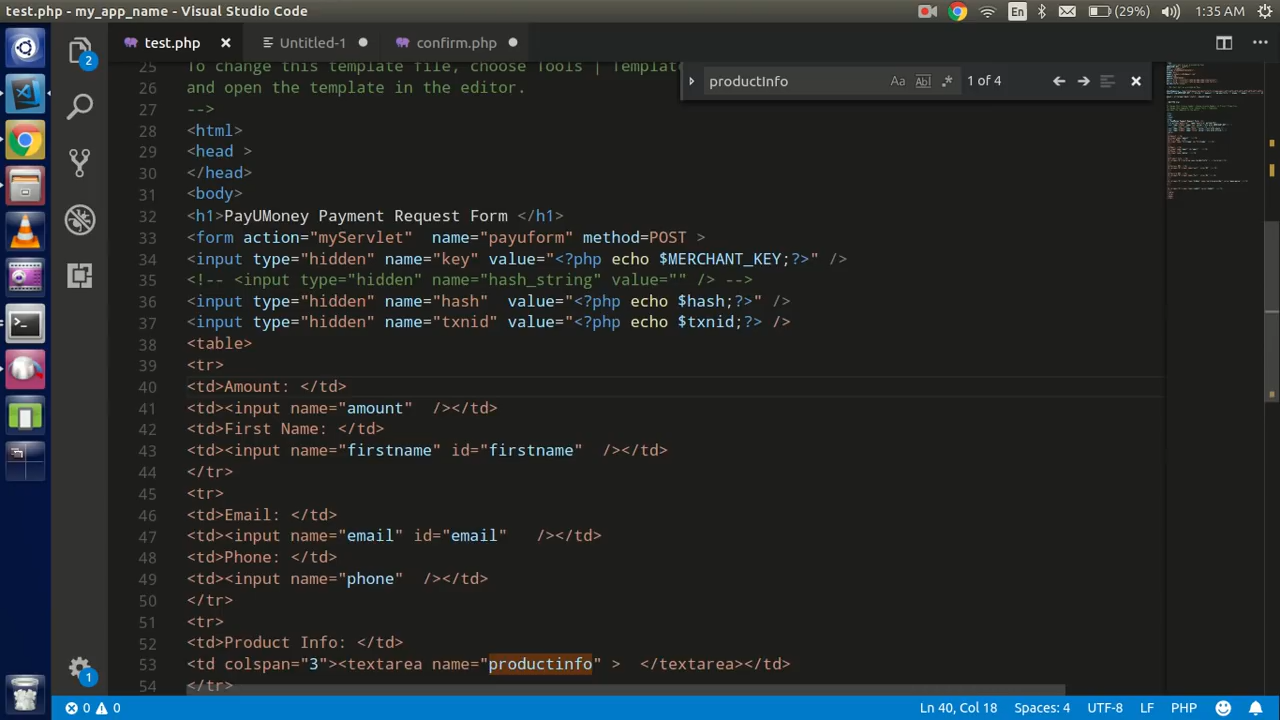 test.php - my_app_name - Visual Studio Code
En
(29%)
1:35 AM
test.php
Untitled-1
confirm.php
productInfo
1 of 4
2
25 To change this template file, choose Tools | Templat
26 and open the template in the editor.
27 -->
28 <html>
29 <head >
30 </head>
31 <body>
32 <h1>PayUMoney Payment Request Form </h1>
33 <form action="myServlet"  name="payuform" method=POST >
34 <input type="hidden" name="key" value="<?php echo $MERCHANT_KEY;?>" />
35 <!-- <input type="hidden" name="hash_string" value="" /> -->
36 <input type="hidden" name="hash"  value="<?php echo $hash;?>" />
37 <input type="hidden" name="txnid" value="<?php echo $txnid;?> />
38 <table>
39 <tr>
40 <td>Amount: </td>
41 <td><input name="amount"  /></td>
42 <td>First Name: </td>
43 <td><input name="firstname" id="firstname"  /></td>
44 </tr>
45 <tr>
46 <td>Email: </td>
47 <td><input name="email" id="email"   /></td>
48 <td>Phone: </td>
49 <td><input name="phone"  /></td>
50 </tr>
51 <tr>
52 <td>Product Info: </td>
53 <td colspan="3"><textarea name="productinfo" >  </textarea></td>
54 </tr>
1
0 0
Ln 40, Col 18
Spaces: 4
UTF-8
LF
PHP